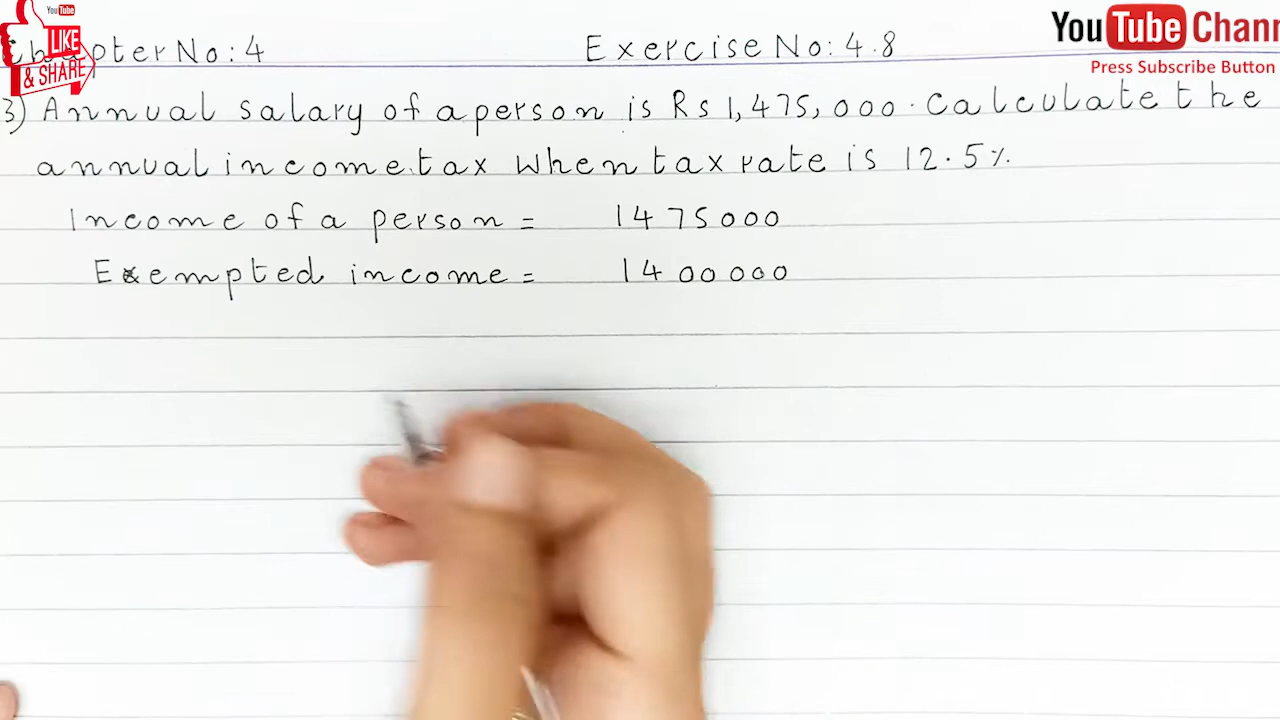 YouTube
LIKE
& SHARE
Chapter No: 4
Exercise No: 4.8
YouTube Chann
Press Subscribe Button
3) Annual salary of a person is Rs 1,475,000. Calculate the
annual income tax when tax rate is 12.5%.
Income of a person = 1475000
Exempted income = 1400000